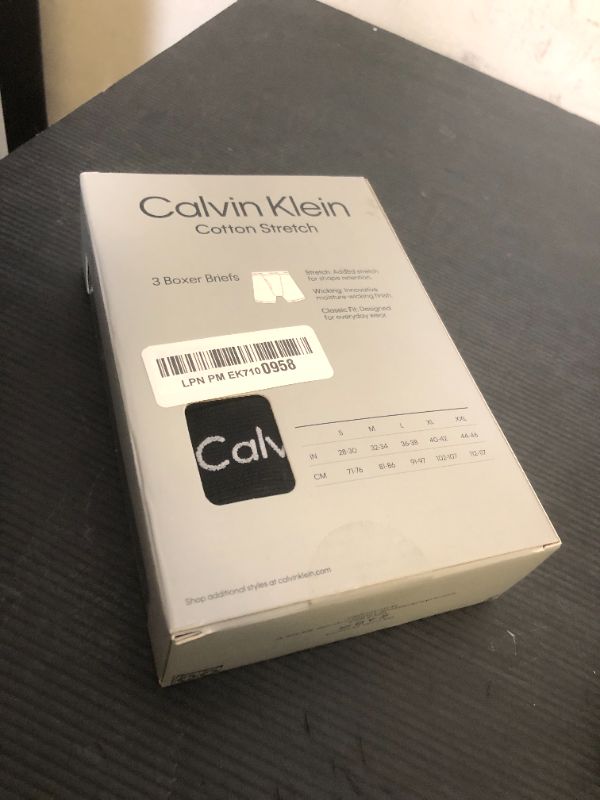 Calvin Klein
Cotton Stretch
3 Boxer Briefs
Stretch: Added stretch
for shape retention.
Wicking: Innovative
moisture-wicking finish.
Classic Fit: Designed
for everyday wear.
LPN PM EK710 0958
Calv
S M L XL XXL
IN 28-30 32-34 36-38 40-42 44-46
CM 71-76 81-86 91-97 102-107 112-117
Shop additional styles at calvinklein.com